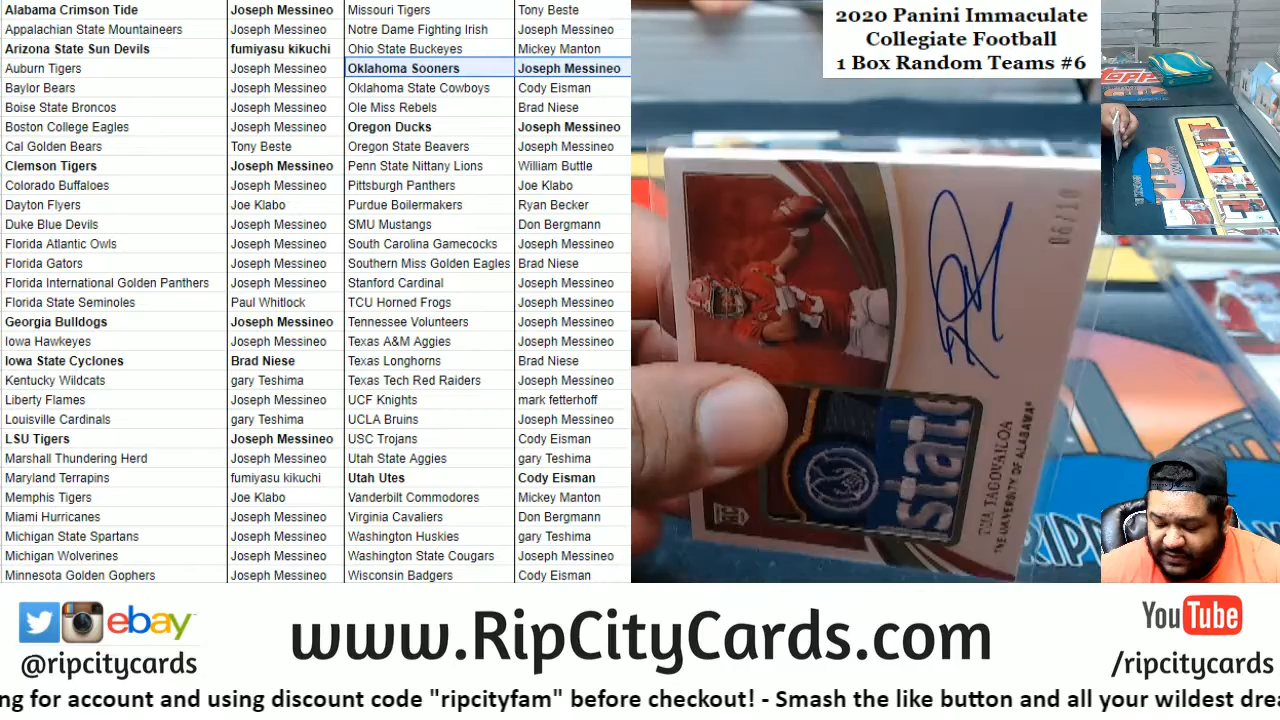 Alabama Crimson Tide Joseph Messineo Missouri Tigers Tony Beste
Appalachian State Mountaineers Joseph Messineo Notre Dame Fighting Irish Joseph Messineo
Arizona State Sun Devils fumiyasu kikuchi Ohio State Buckeyes Mickey Manton
Auburn Tigers Joseph Messineo Oklahoma Sooners Joseph Messineo
Baylor Bears Joseph Messineo Oklahoma State Cowboys Cody Eisman
Boise State Broncos Joseph Messineo Ole Miss Rebels Brad Niese
Boston College Eagles Joseph Messineo Oregon Ducks Joseph Messineo
Cal Golden Bears Tony Beste Oregon State Beavers Joseph Messineo
Clemson Tigers Joseph Messineo Penn State Nittany Lions William Buttle
Colorado Buffaloes Joseph Messineo Pittsburgh Panthers Joe Klabo
Dayton Flyers Joe Klabo Purdue Boilermakers Ryan Becker
Duke Blue Devils Joseph Messineo SMU Mustangs Don Bergmann
Florida Atlantic Owls Joseph Messineo South Carolina Gamecocks Joseph Messineo
Florida Gators Joseph Messineo Southern Miss Golden Eagles Brad Niese
Florida International Golden Panthers Joseph Messineo Stanford Cardinal Joseph Messineo
Florida State Seminoles Paul Whitlock TCU Horned Frogs Joseph Messineo
Georgia Bulldogs Joseph Messineo Tennessee Volunteers Joseph Messineo
Iowa Hawkeyes Joseph Messineo Texas A&M Aggies Joseph Messineo
Iowa State Cyclones Brad Niese Texas Longhorns Brad Niese
Kentucky Wildcats gary Teshima Texas Tech Red Raiders Joseph Messineo
Liberty Flames Joseph Messineo UCF Knights mark fetterhoff
Louisville Cardinals gary Teshima UCLA Bruins Joseph Messineo
LSU Tigers Joseph Messineo USC Trojans Cody Eisman
Marshall Thundering Herd Joseph Messineo Utah State Aggies gary Teshima
Maryland Terrapins fumiyasu kikuchi Utah Utes Cody Eisman
Memphis Tigers Joe Klabo Vanderbilt Commodores Mickey Manton
Miami Hurricanes Joseph Messineo Virginia Cavaliers Don Bergmann
Michigan State Spartans Joseph Messineo Washington Huskies gary Teshima
Michigan Wolverines Joseph Messineo Washington State Cougars Joseph Messineo
Minnesota Golden Gophers Joseph Messineo Wisconsin Badgers Cody Eisman
2020 Panini Immaculate
Collegiate Football
1 Box Random Teams #6
topps
06/10
TUA TAGOVAILOA
THE UNIVERSITY OF ALABAMA®
RIPP
ebay
@ripcitycards
www.RipCityCards.com
YouTube
/ripcitycards
ng for account and using discount code "ripcityfam" before checkout! - Smash the like button and all your wildest drea